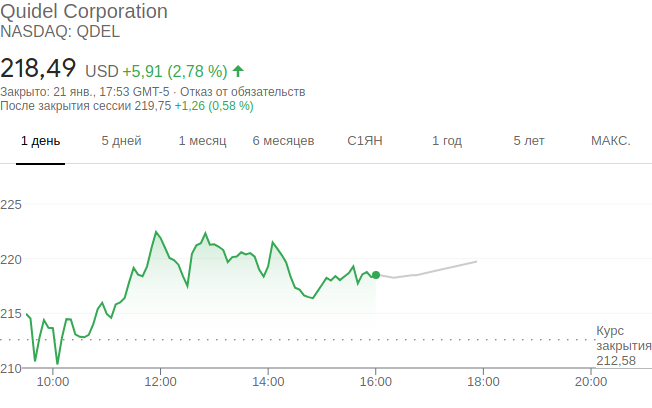 Quidel Corporation
NASDAQ: QDEL
218,49 USD +5,91 (2,78 %)
Закрыто: 21 янв., 17:53 GMT-5 · Отказ от обязательств
После закрытия сессии 219,75 +1,26 (0,58 %)
1 день 5 дней 1 месяц 6 месяцев С1ЯН 1 год 5 лет МАКС.
225
220
215
Курс
закрытия
212,58
210
10:00 12:00 14:00 16:00 18:00 20:00